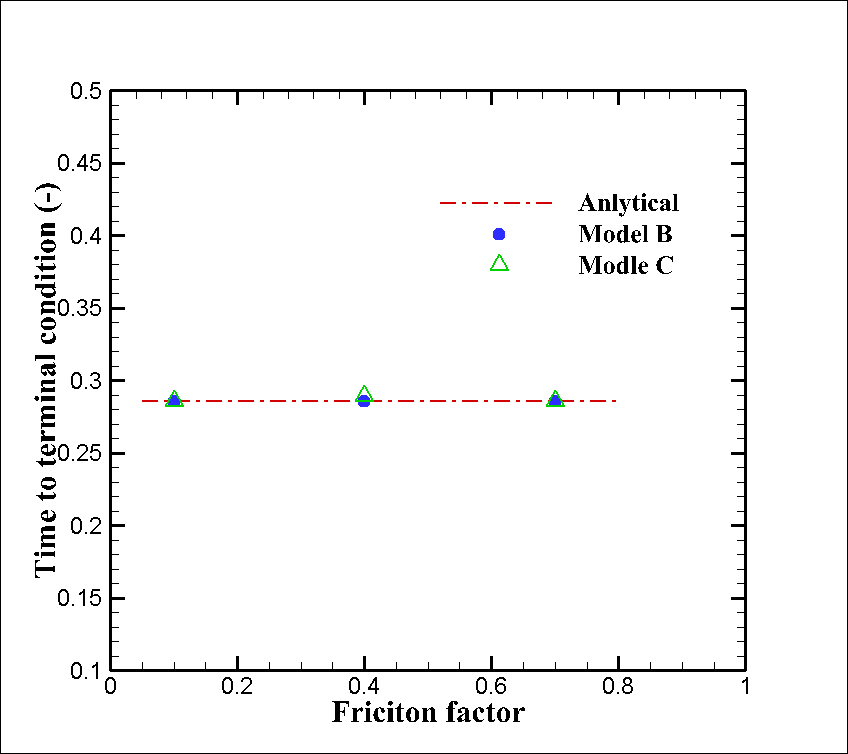 0.5
0.45
0.4
0.35
0.3
0.25
0.2
0.15
0.1
Time to terminal condition (-)
Anlytical
Model B
Modle C
0 0.2 0.4 0.6 0.8 1
Friciton factor